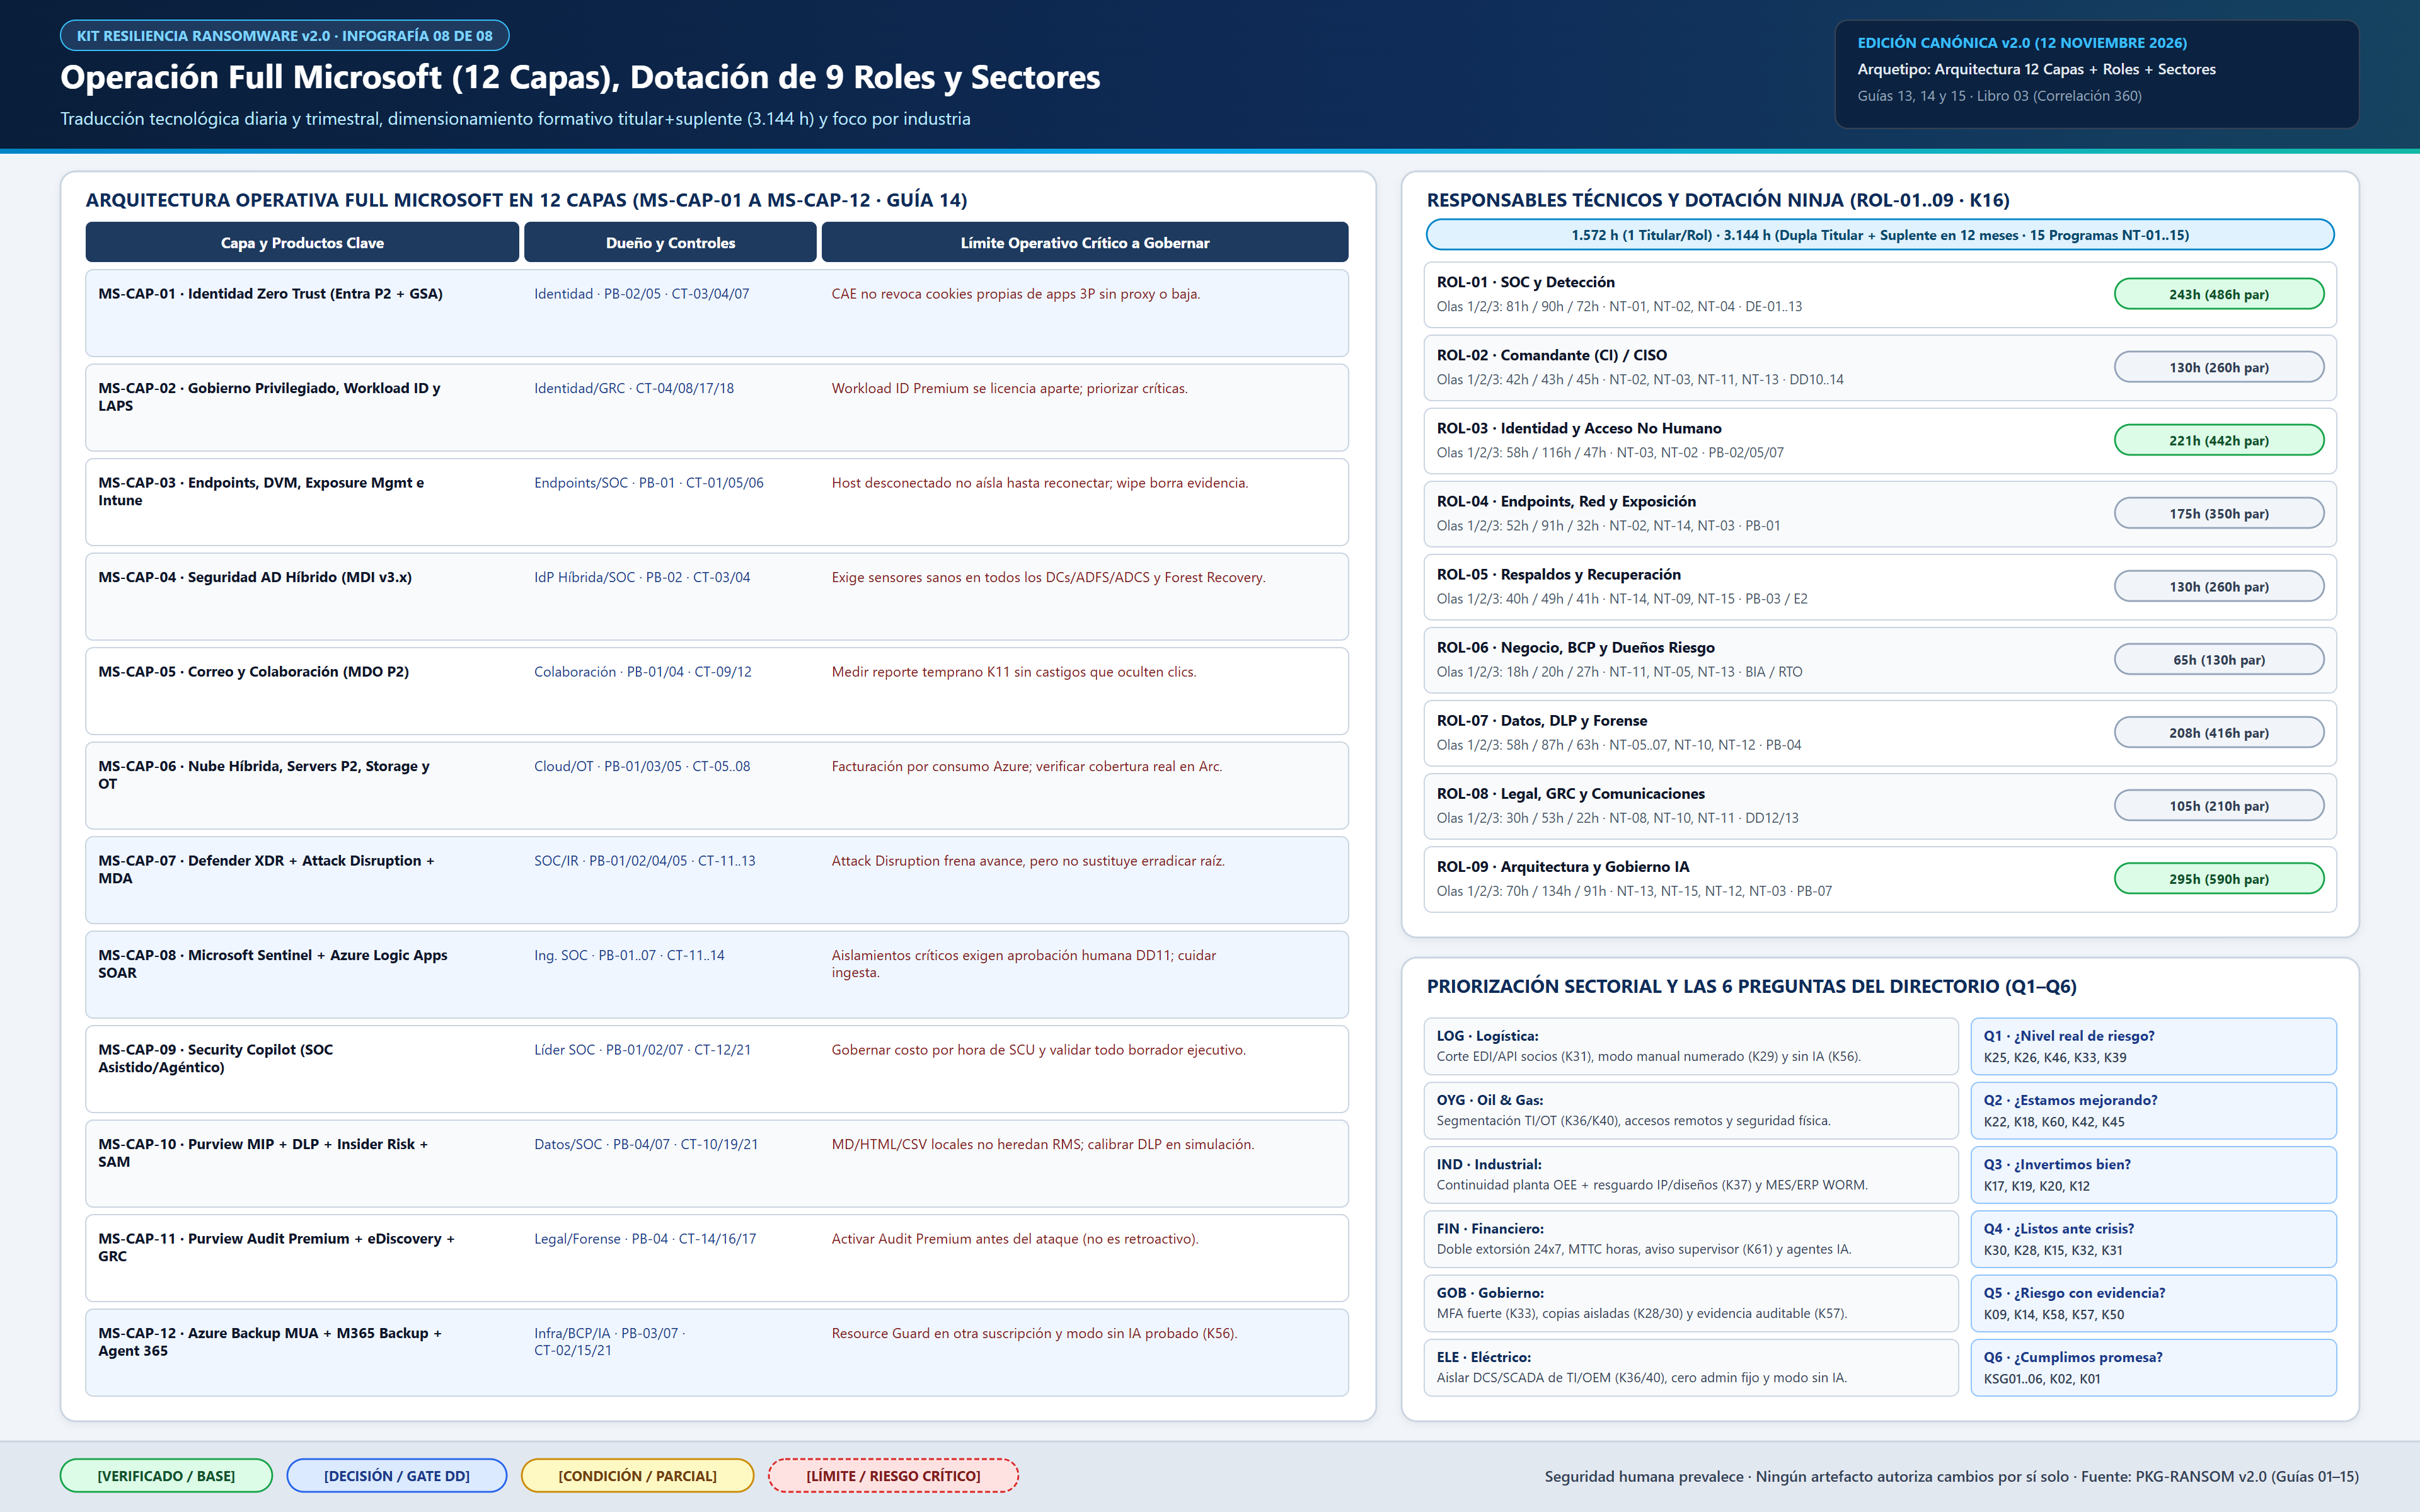 KIT RESILIENCIA RANSOMWARE v2.0 · INFOGRAFÍA 08 DE 08
Operación Full Microsoft (12 Capas), Dotación de 9 Roles y Sectores
Traducción tecnológica diaria y trimestral, dimensionamiento formativo titular+suplente (3.144 h) y foco por industria
EDICIÓN CANÓNICA v2.0 (12 NOVIEMBRE 2026)
Arquetipo: Arquitectura 12 Capas + Roles + Sectores
Guías 13, 14 y 15 · Libro 03 (Correlación 360)
ARQUITECTURA OPERATIVA FULL MICROSOFT EN 12 CAPAS (MS-CAP-01 A MS-CAP-12 · GUÍA 14)
Capa y Productos Clave
Dueño y Controles
Límite Operativo Crítico a Gobernar
MS-CAP-01 · Identidad Zero Trust (Entra P2 + GSA)
Identidad · PB-02/05 · CT-03/04/07
CAE no revoca cookies propias de apps 3P sin proxy o baja.
MS-CAP-02 · Gobierno Privilegiado, Workload ID y
LAPS
Identidad/GRC · CT-04/08/17/18
Workload ID Premium se licencia aparte; priorizar críticas.
MS-CAP-03 · Endpoints, DVM, Exposure Mgmt e
Intune
Endpoints/SOC · PB-01 · CT-01/05/06
Host desconectado no aísla hasta reconectar; wipe borra evidencia.
MS-CAP-04 · Seguridad AD Híbrido (MDI v3.x)
IdP Híbrida/SOC · PB-02 · CT-03/04
Exige sensores sanos en todos los DCs/ADFS/ADCS y Forest Recovery.
MS-CAP-05 · Correo y Colaboración (MDO P2)
Colaboración · PB-01/04 · CT-09/12
Medir reporte temprano K11 sin castigos que oculten clics.
MS-CAP-06 · Nube Híbrida, Servers P2, Storage y
OT
Cloud/OT · PB-01/03/05 · CT-05..08
Facturación por consumo Azure; verificar cobertura real en Arc.
MS-CAP-07 · Defender XDR + Attack Disruption +
MDA
SOC/IR · PB-01/02/04/05 · CT-11..13
Attack Disruption frena avance, pero no sustituye erradicar raíz.
MS-CAP-08 · Microsoft Sentinel + Azure Logic Apps
SOAR
Ing. SOC · PB-01..07 · CT-11..14
Aislamientos críticos exigen aprobación humana DD11; cuidar
ingesta.
MS-CAP-09 · Security Copilot (SOC
Asistido/Agéntico)
Líder SOC · PB-01/02/07 · CT-12/21
Gobernar costo por hora de SCU y validar todo borrador ejecutivo.
MS-CAP-10 · Purview MIP + DLP + Insider Risk +
SAM
Datos/SOC · PB-04/07 · CT-10/19/21
MD/HTML/CSV locales no heredan RMS; calibrar DLP en simulación.
MS-CAP-11 · Purview Audit Premium + eDiscovery +
GRC
Legal/Forense · PB-04 · CT-14/16/17
Activar Audit Premium antes del ataque (no es retroactivo).
MS-CAP-12 · Azure Backup MUA + M365 Backup +
Agent 365
Infra/BCP/IA · PB-03/07 ·
CT-02/15/21
Resource Guard en otra suscripción y modo sin IA probado (K56).
RESPONSABLES TÉCNICOS Y DOTACIÓN NINJA (ROL-01..09 · K16)
1.572 h (1 Titular/Rol) · 3.144 h (Dupla Titular + Suplente en 12 meses · 15 Programas NT-01..15)
ROL-01 · SOC y Detección
Olas 1/2/3: 81h / 90h / 72h · NT-01, NT-02, NT-04 · DE-01..13
243h (486h par)
ROL-02 · Comandante (CI) / CISO
Olas 1/2/3: 42h / 43h / 45h · NT-02, NT-03, NT-11, NT-13 · DD10..14
130h (260h par)
ROL-03 · Identidad y Acceso No Humano
Olas 1/2/3: 58h / 116h / 47h · NT-03, NT-02 · PB-02/05/07
221h (442h par)
ROL-04 · Endpoints, Red y Exposición
Olas 1/2/3: 52h / 91h / 32h · NT-02, NT-14, NT-03 · PB-01
175h (350h par)
ROL-05 · Respaldos y Recuperación
Olas 1/2/3: 40h / 49h / 41h · NT-14, NT-09, NT-15 · PB-03 / E2
130h (260h par)
ROL-06 · Negocio, BCP y Dueños Riesgo
Olas 1/2/3: 18h / 20h / 27h · NT-11, NT-05, NT-13 · BIA / RTO
65h (130h par)
ROL-07 · Datos, DLP y Forense
Olas 1/2/3: 58h / 87h / 63h · NT-05..07, NT-10, NT-12 · PB-04
208h (416h par)
ROL-08 · Legal, GRC y Comunicaciones
Olas 1/2/3: 30h / 53h / 22h · NT-08, NT-10, NT-11 · DD12/13
105h (210h par)
ROL-09 · Arquitectura y Gobierno IA
Olas 1/2/3: 70h / 134h / 91h · NT-13, NT-15, NT-12, NT-03 · PB-07
295h (590h par)
PRIORIZACIÓN SECTORIAL Y LAS 6 PREGUNTAS DEL DIRECTORIO (Q1–Q6)
LOG · Logística:
Corte EDI/API socios (K31), modo manual numerado (K29) y sin IA (K56).
Q1 · ¿Nivel real de riesgo?
K25, K26, K46, K33, K39
OYG · Oil & Gas:
Segmentación TI/OT (K36/K40), accesos remotos y seguridad física.
Q2 · ¿Estamos mejorando?
K22, K18, K60, K42, K45
IND · Industrial:
Continuidad planta OEE + resguardo IP/diseños (K37) y MES/ERP WORM.
Q3 · ¿Invertimos bien?
K17, K19, K20, K12
FIN · Financiero:
Doble extorsión 24x7, MTTC horas, aviso supervisor (K61) y agentes IA.
Q4 · ¿Listos ante crisis?
K30, K28, K15, K32, K31
GOB · Gobierno:
MFA fuerte (K33), copias aisladas (K28/30) y evidencia auditable (K57).
Q5 · ¿Riesgo con evidencia?
K09, K14, K58, K57, K50
ELE · Eléctrico:
Aislar DCS/SCADA de TI/OEM (K36/40), cero admin fijo y modo sin IA.
Q6 · ¿Cumplimos promesa?
KSG01..06, K02, K01
[VERIFICADO / BASE]
[DECISIÓN / GATE DD]
[CONDICIÓN / PARCIAL]
[LÍMITE / RIESGO CRÍTICO]
Seguridad humana prevalece · Ningún artefacto autoriza cambios por sí solo · Fuente: PKG-RANSOM v2.0 (Guías 01–15)